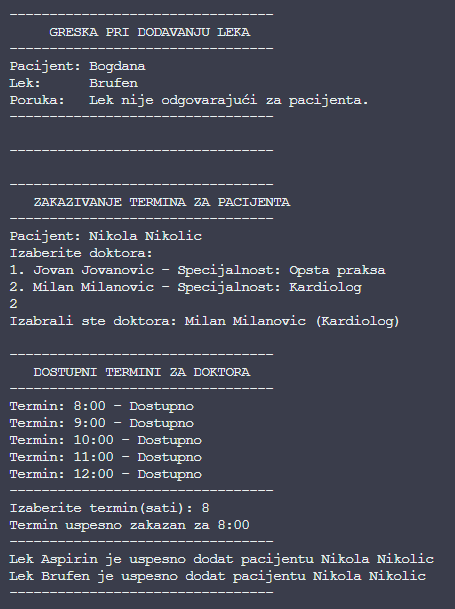 ---------------------------------
GRESKA PRI DODAVANJU LEKA
---------------------------------
Pacijent: Bogdana
Lek: Brufen
Poruka: Lek nije odgovarajući za pacijenta.
---------------------------------
---------------------------------
---------------------------------
ZAKAZIVANJE TERMINA ZA PACIJENTA
---------------------------------
Pacijent: Nikola Nikolic
Izaberite doktora:
1. Jovan Jovanovic - Specijalnost: Opsta praksa
2. Milan Milanovic - Specijalnost: Kardiolog
2
Izabrali ste doktora: Milan Milanovic (Kardiolog)
---------------------------------
DOSTUPNI TERMINI ZA DOKTORA
---------------------------------
Termin: 8:00 - Dostupno
Termin: 9:00 - Dostupno
Termin: 10:00 - Dostupno
Termin: 11:00 - Dostupno
Termin: 12:00 - Dostupno
---------------------------------
Izaberite termin(sati): 8
Termin uspesno zakazan za 8:00
---------------------------------
Lek Aspirin je uspesno dodat pacijentu Nikola Nikolic
Lek Brufen je uspesno dodat pacijentu Nikola Nikolic
---------------------------------